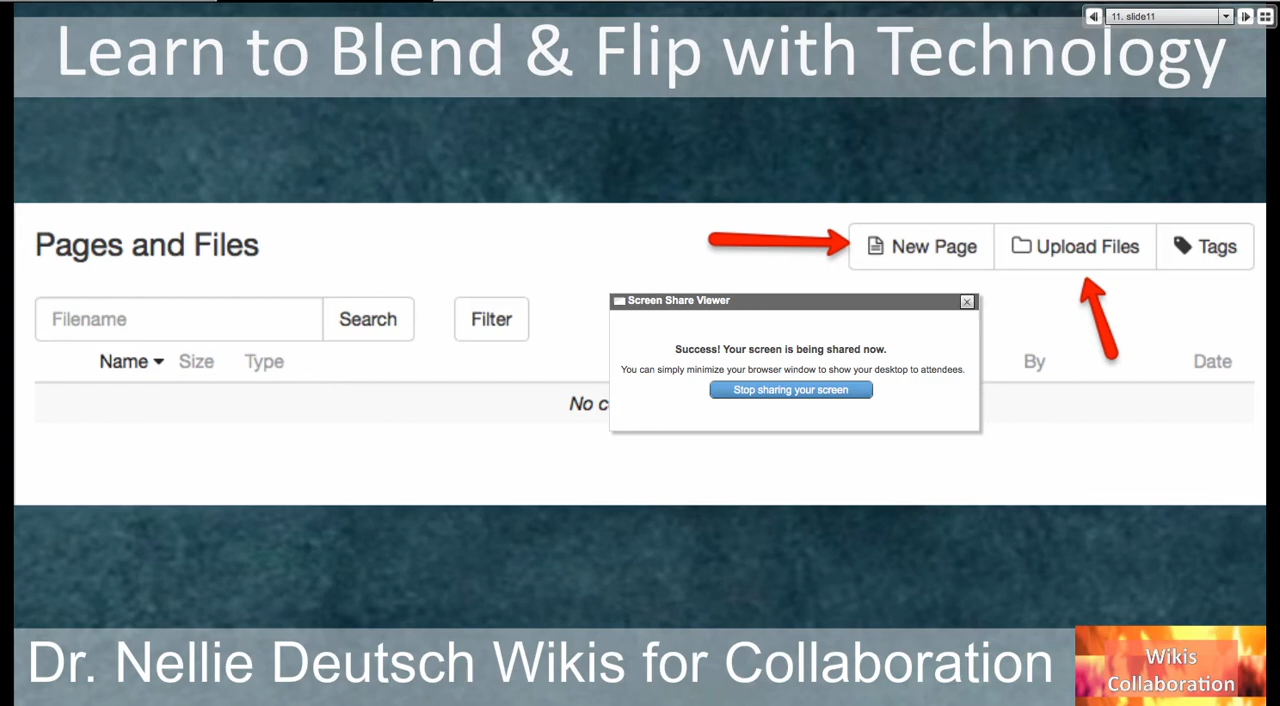 11. slide11
Learn to Blend & Flip with Technology
Pages and Files
New Page
Upload Files
Tags
Filename
Search
Filter
Name
Size
Type
By
Date
No c
Screen Share Viewer
Success! Your screen is being shared now.
You can simply minimize your browser window to show your desktop to attendees.
Stop sharing your screen
Dr. Nellie Deutsch Wikis for Collaboration
Wikis
Collaboration